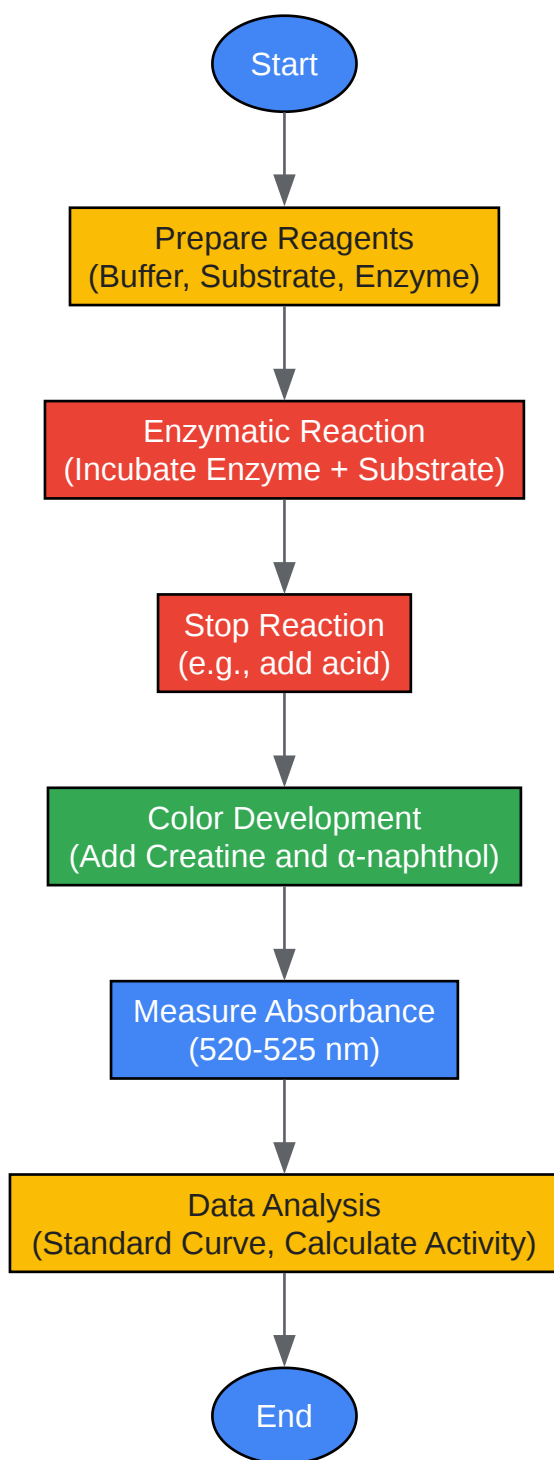 Start
Prepare Reagents
(Buffer, Substrate, Enzyme)
Enzymatic Reaction
(Incubate Enzyme + Substrate)
Stop Reaction
(e.g., add acid)
Color Development
(Add Creatine and α-naphthol)
Measure Absorbance
(520-525 nm)
Data Analysis
(Standard Curve, Calculate Activity)
End